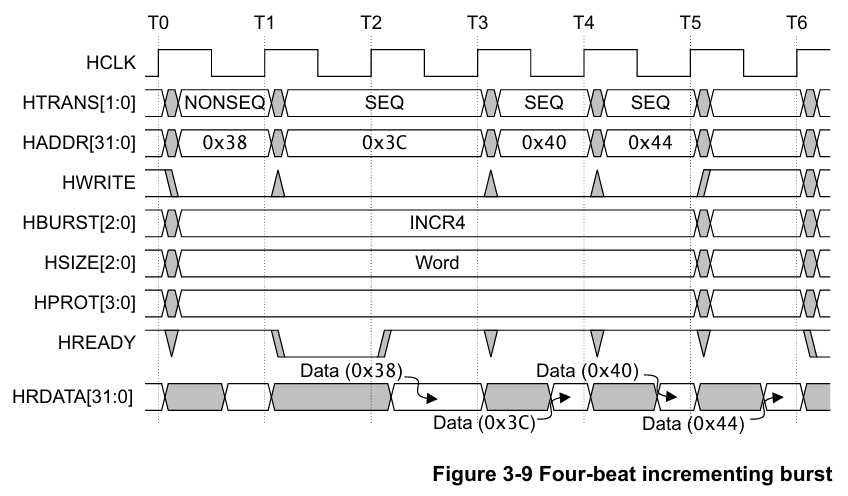 T0 T1 T2 T3 T4 T5 T6
HCLK
HTRANS[1:0] NONSEQ SEQ SEQ SEQ
HADDR[31:0] 0x38 0x3C 0x40 0x44
HWRITE
HBURST[2:0] INCR4
HSIZE[2:0] Word
HPROT[3:0]
HREADY
Data (0x38) Data (0x40)
HRDATA[31:0]
Data (0x3C) Data (0x44)
Figure 3-9 Four-beat incrementing burst